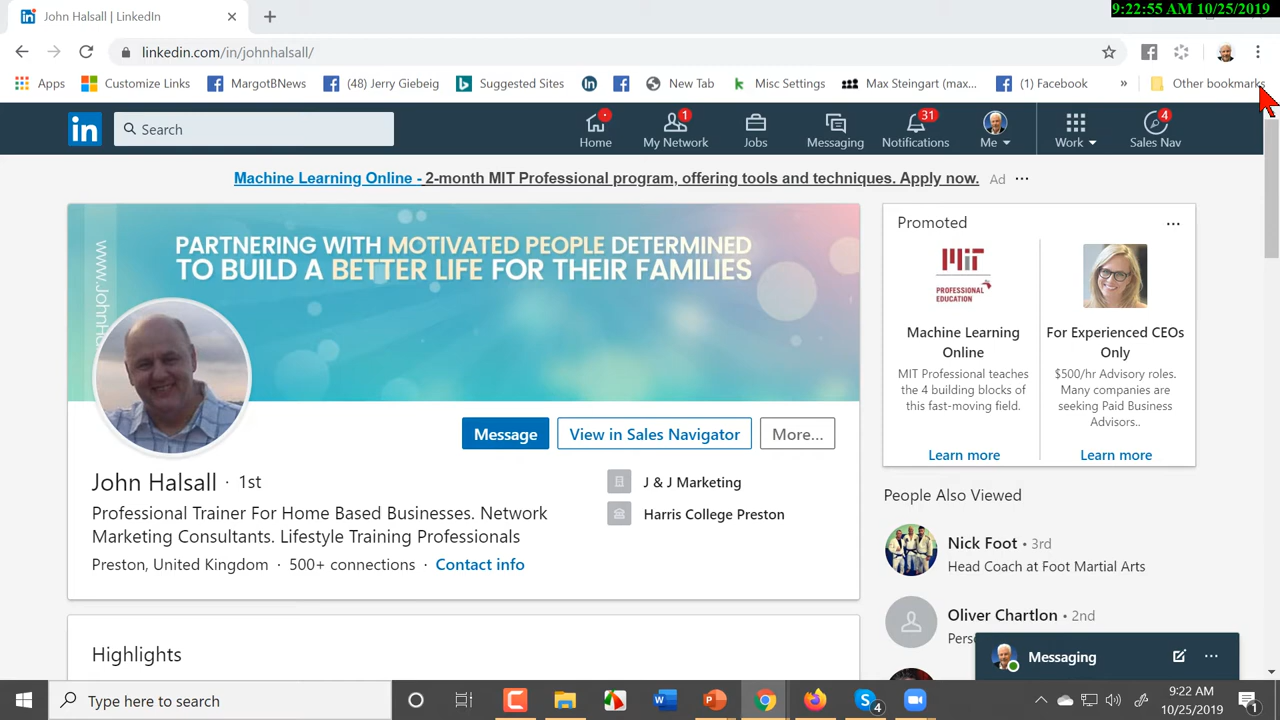 9:22:55 AM 10/25/2019
John Halsall | LinkedIn
linkedin.com/in/johnhalsall/
Apps
Customize Links
MargotBNews
(48) Jerry Giebeig
Suggested Sites
New Tab
Misc Settings
Max Steingart (max...
(1) Facebook
»
Other bookmarks
in
Search
Home
1
My Network
Jobs
Messaging
31
Notifications
Me
Work
4
Sales Nav
Machine Learning Online - 2-month MIT Professional program, offering tools and techniques. Apply now.
Ad
PARTNERING WITH MOTIVATED PEOPLE DETERMINED
TO BUILD A BETTER LIFE FOR THEIR FAMILIES
Message
View in Sales Navigator
More...
John Halsall · 1st
Professional Trainer For Home Based Businesses. Network
Marketing Consultants. Lifestyle Training Professionals
Preston, United Kingdom · 500+ connections · Contact info
J & J Marketing
Harris College Preston
Highlights
Promoted
MIT
PROFESSIONAL
EDUCATION
Machine Learning
Online
MIT Professional teaches
the 4 building blocks of
this fast-moving field.
Learn more
For Experienced CEOs
Only
$500/hr Advisory roles.
Many companies are
seeking Paid Business
Advisors..
Learn more
People Also Viewed
Nick Foot • 3rd
Head Coach at Foot Martial Arts
Oliver Chartlon • 2nd
Messaging
Type here to search
4
9:22 AM
10/25/2019
1